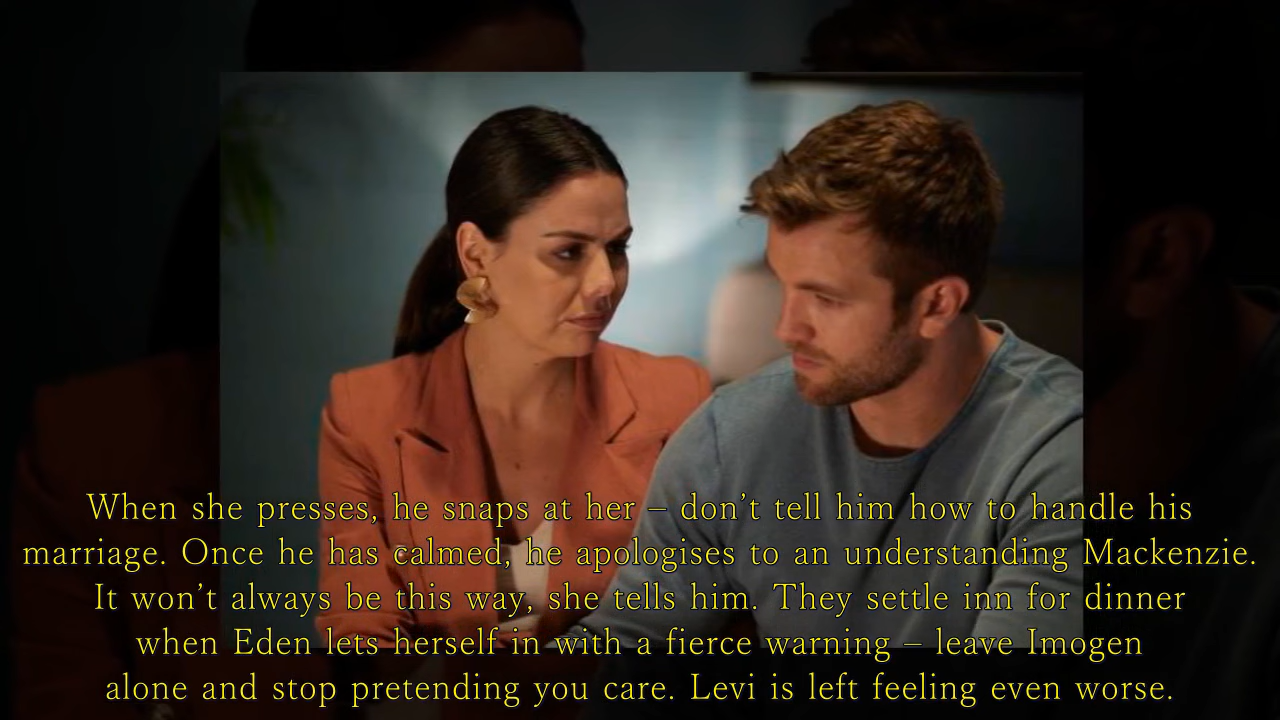 When she presses, he snaps at her – don’t tell him how to handle his
marriage. Once he has calmed, he apologises to an understanding Mackenzie.
It won’t always be this way, she tells him. They settle inn for dinner
when Eden lets herself in with a fierce warning – leave Imogen
alone and stop pretending you care. Levi is left feeling even worse.